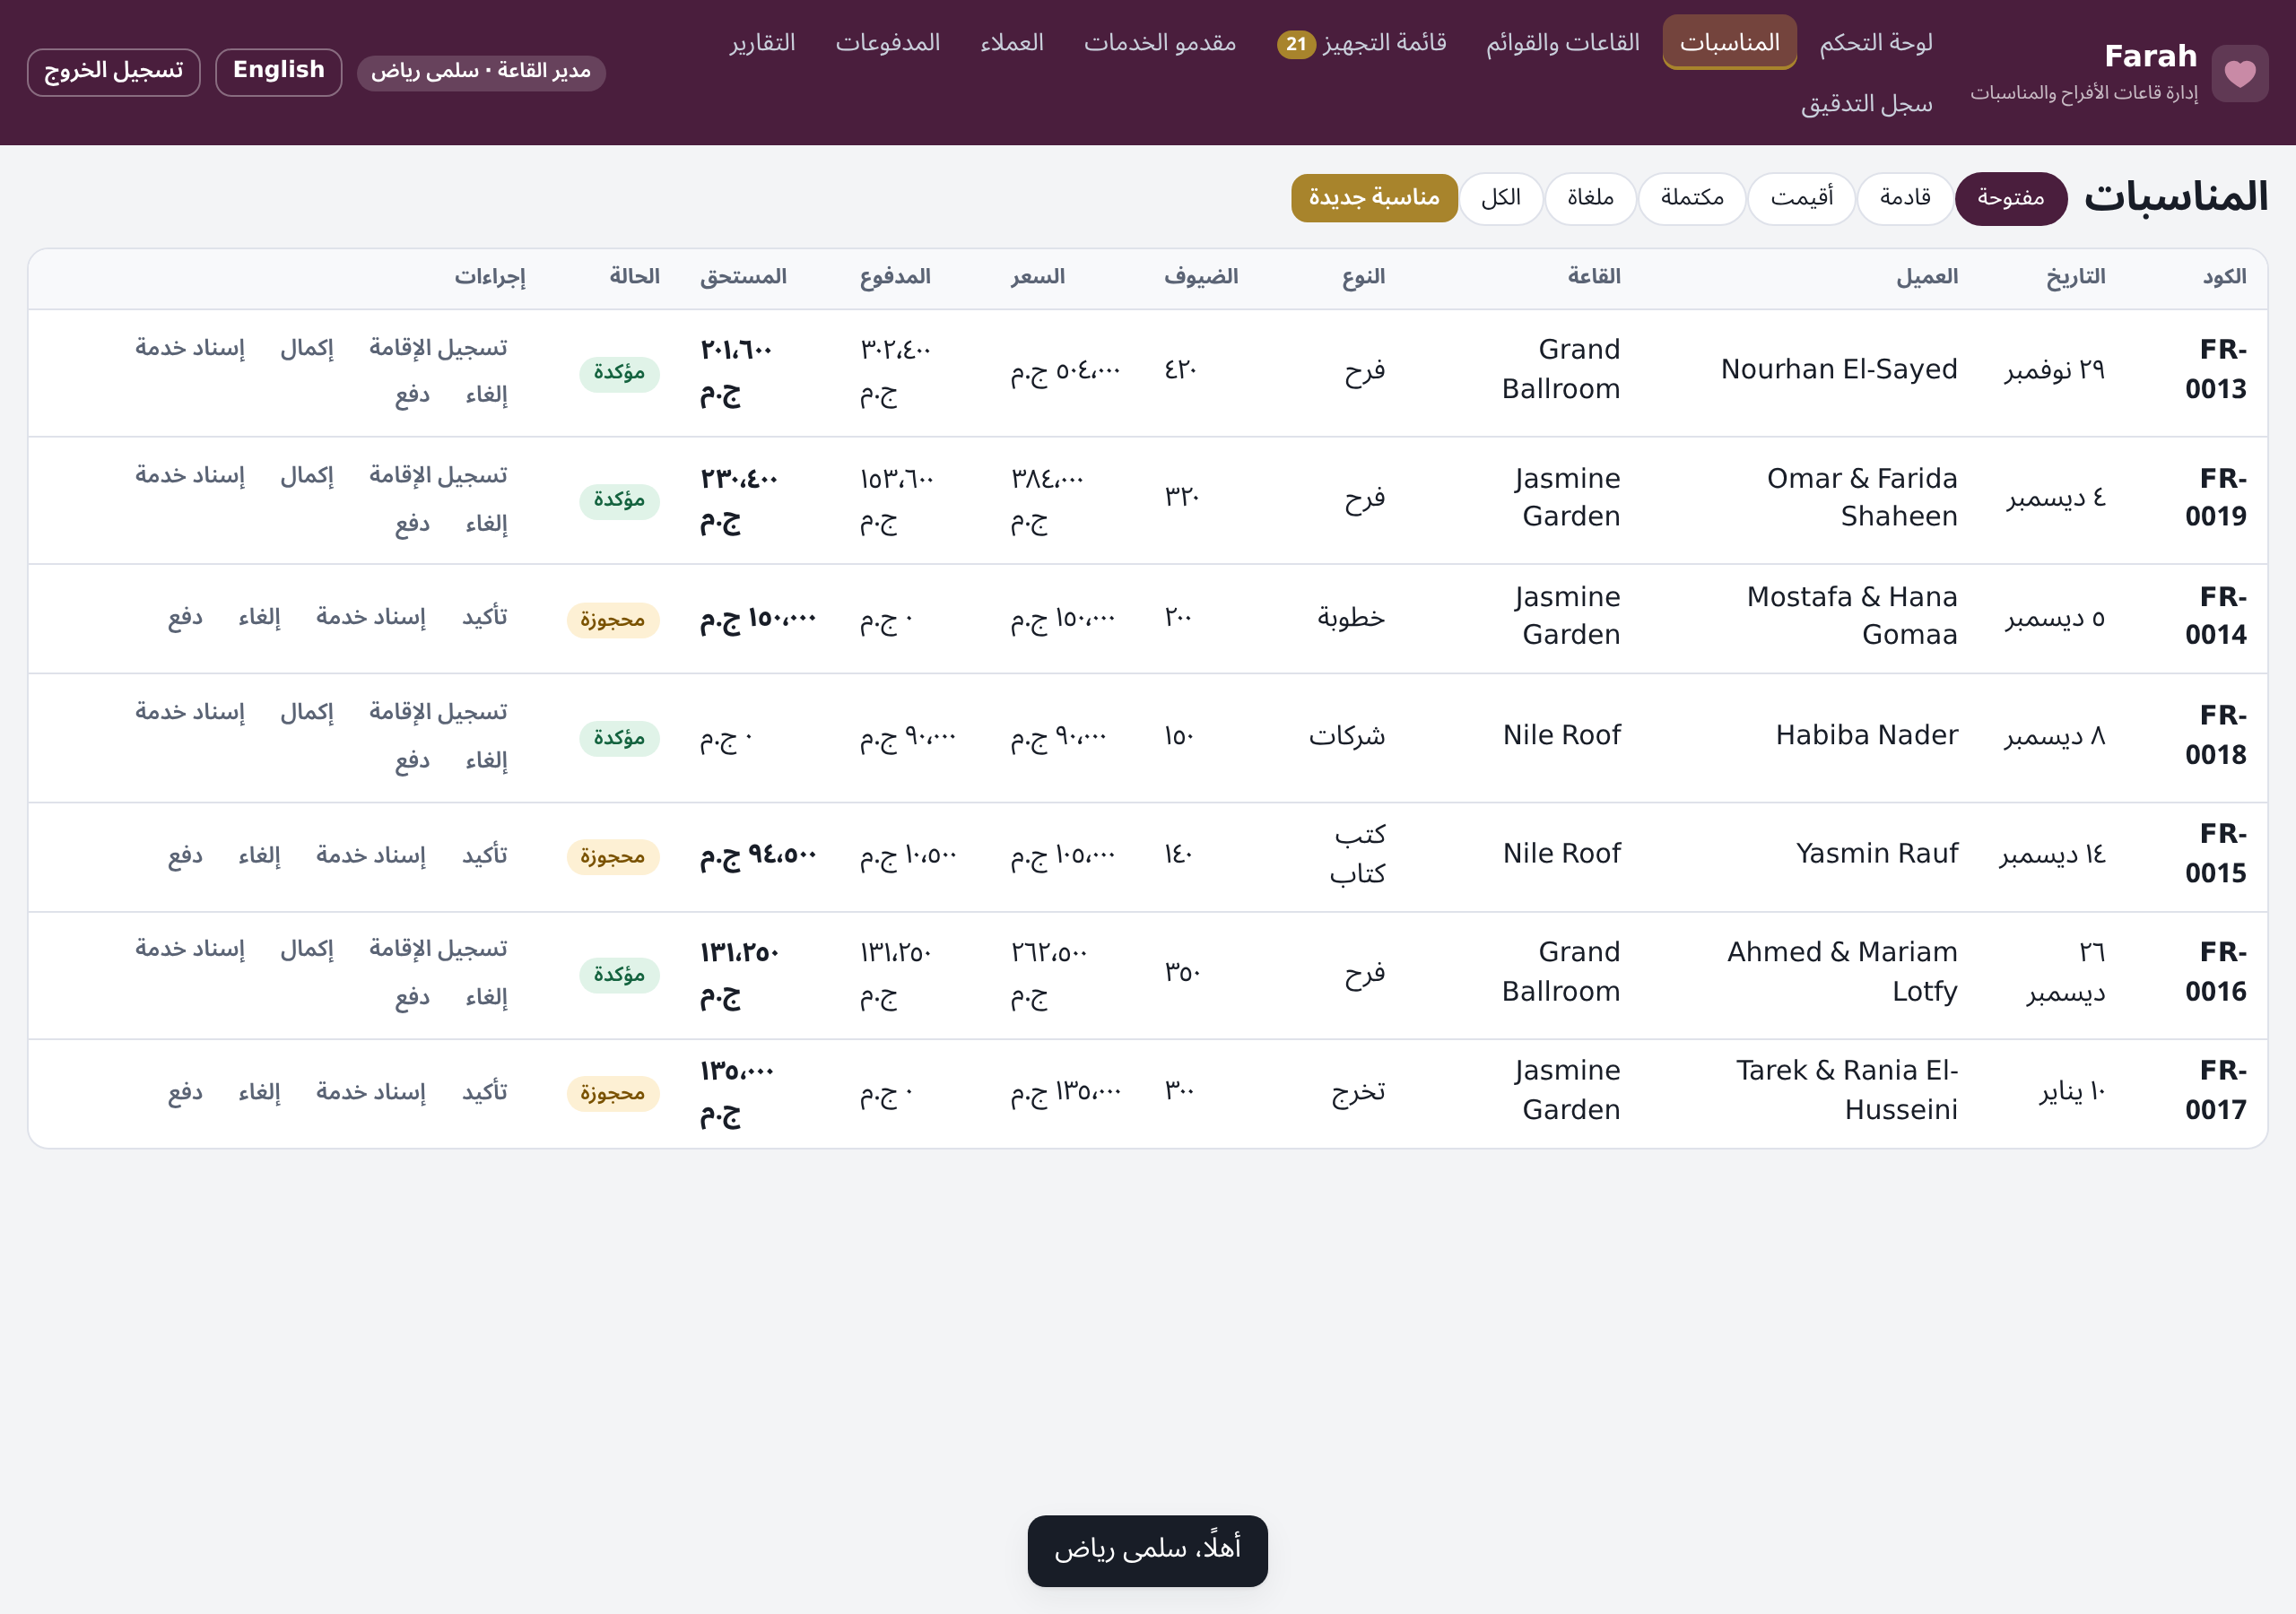 Farah
إدارة قاعات الأفراح والمناسبات
لوحة التحكم المناسبات القاعات والقوائم قائمة التجهيز 21 مقدمو الخدمات العملاء المدفوعات التقارير
سجل التدقيق
مدير القاعة · سلمى رياض English تسجيل الخروج
المناسبات مفتوحة قادمة أقيمت مكتملة ملغاة الكل مناسبة جديدة
الكود التاريخ العميل القاعة النوع الضيوف السعر المدفوع المستحق الحالة إجراءات
FR-0013 ٢٩ نوفمبر Nourhan El-Sayed Grand Ballroom فرح ٤٢٠ ٥٠٤،٠٠٠ ج.م ٣٠٢،٤٠٠ ج.م ٢٠١،٦٠٠ ج.م مؤكدة تسجيل الإقامة إكمال إسناد خدمة إلغاء دفع
FR-0019 ٤ ديسمبر Omar & Farida Shaheen Jasmine Garden فرح ٣٢٠ ٣٨٤،٠٠٠ ج.م ١٥٣،٦٠٠ ج.م ٢٣٠،٤٠٠ ج.م مؤكدة تسجيل الإقامة إكمال إسناد خدمة إلغاء دفع
FR-0014 ٥ ديسمبر Mostafa & Hana Gomaa Jasmine Garden خطوبة ٢٠٠ ١٥٠،٠٠٠ ج.م ٠ ج.م ١٥٠،٠٠٠ ج.م محجوزة تأكيد إسناد خدمة إلغاء دفع
FR-0018 ٨ ديسمبر Habiba Nader Nile Roof شركات ١٥٠ ٩٠،٠٠٠ ج.م ٩٠،٠٠٠ ج.م ٠ ج.م مؤكدة تسجيل الإقامة إكمال إسناد خدمة إلغاء دفع
FR-0015 ١٤ ديسمبر Yasmin Rauf Nile Roof كتب كتاب ١٤٠ ١٠٥،٠٠٠ ج.م ١٠،٥٠٠ ج.م ٩٤،٥٠٠ ج.م محجوزة تأكيد إسناد خدمة إلغاء دفع
FR-0016 ٢٦ ديسمبر Ahmed & Mariam Lotfy Grand Ballroom فرح ٣٥٠ ٢٦٢،٥٠٠ ج.م ١٣١،٢٥٠ ج.م ١٣١،٢٥٠ ج.م مؤكدة تسجيل الإقامة إكمال إسناد خدمة إلغاء دفع
FR-0017 ١٠ يناير Tarek & Rania El-Husseini Jasmine Garden تخرج ٣٠٠ ١٣٥،٠٠٠ ج.م ٠ ج.م ١٣٥،٠٠٠ ج.م محجوزة تأكيد إسناد خدمة إلغاء دفع
أهلًا، سلمى رياض